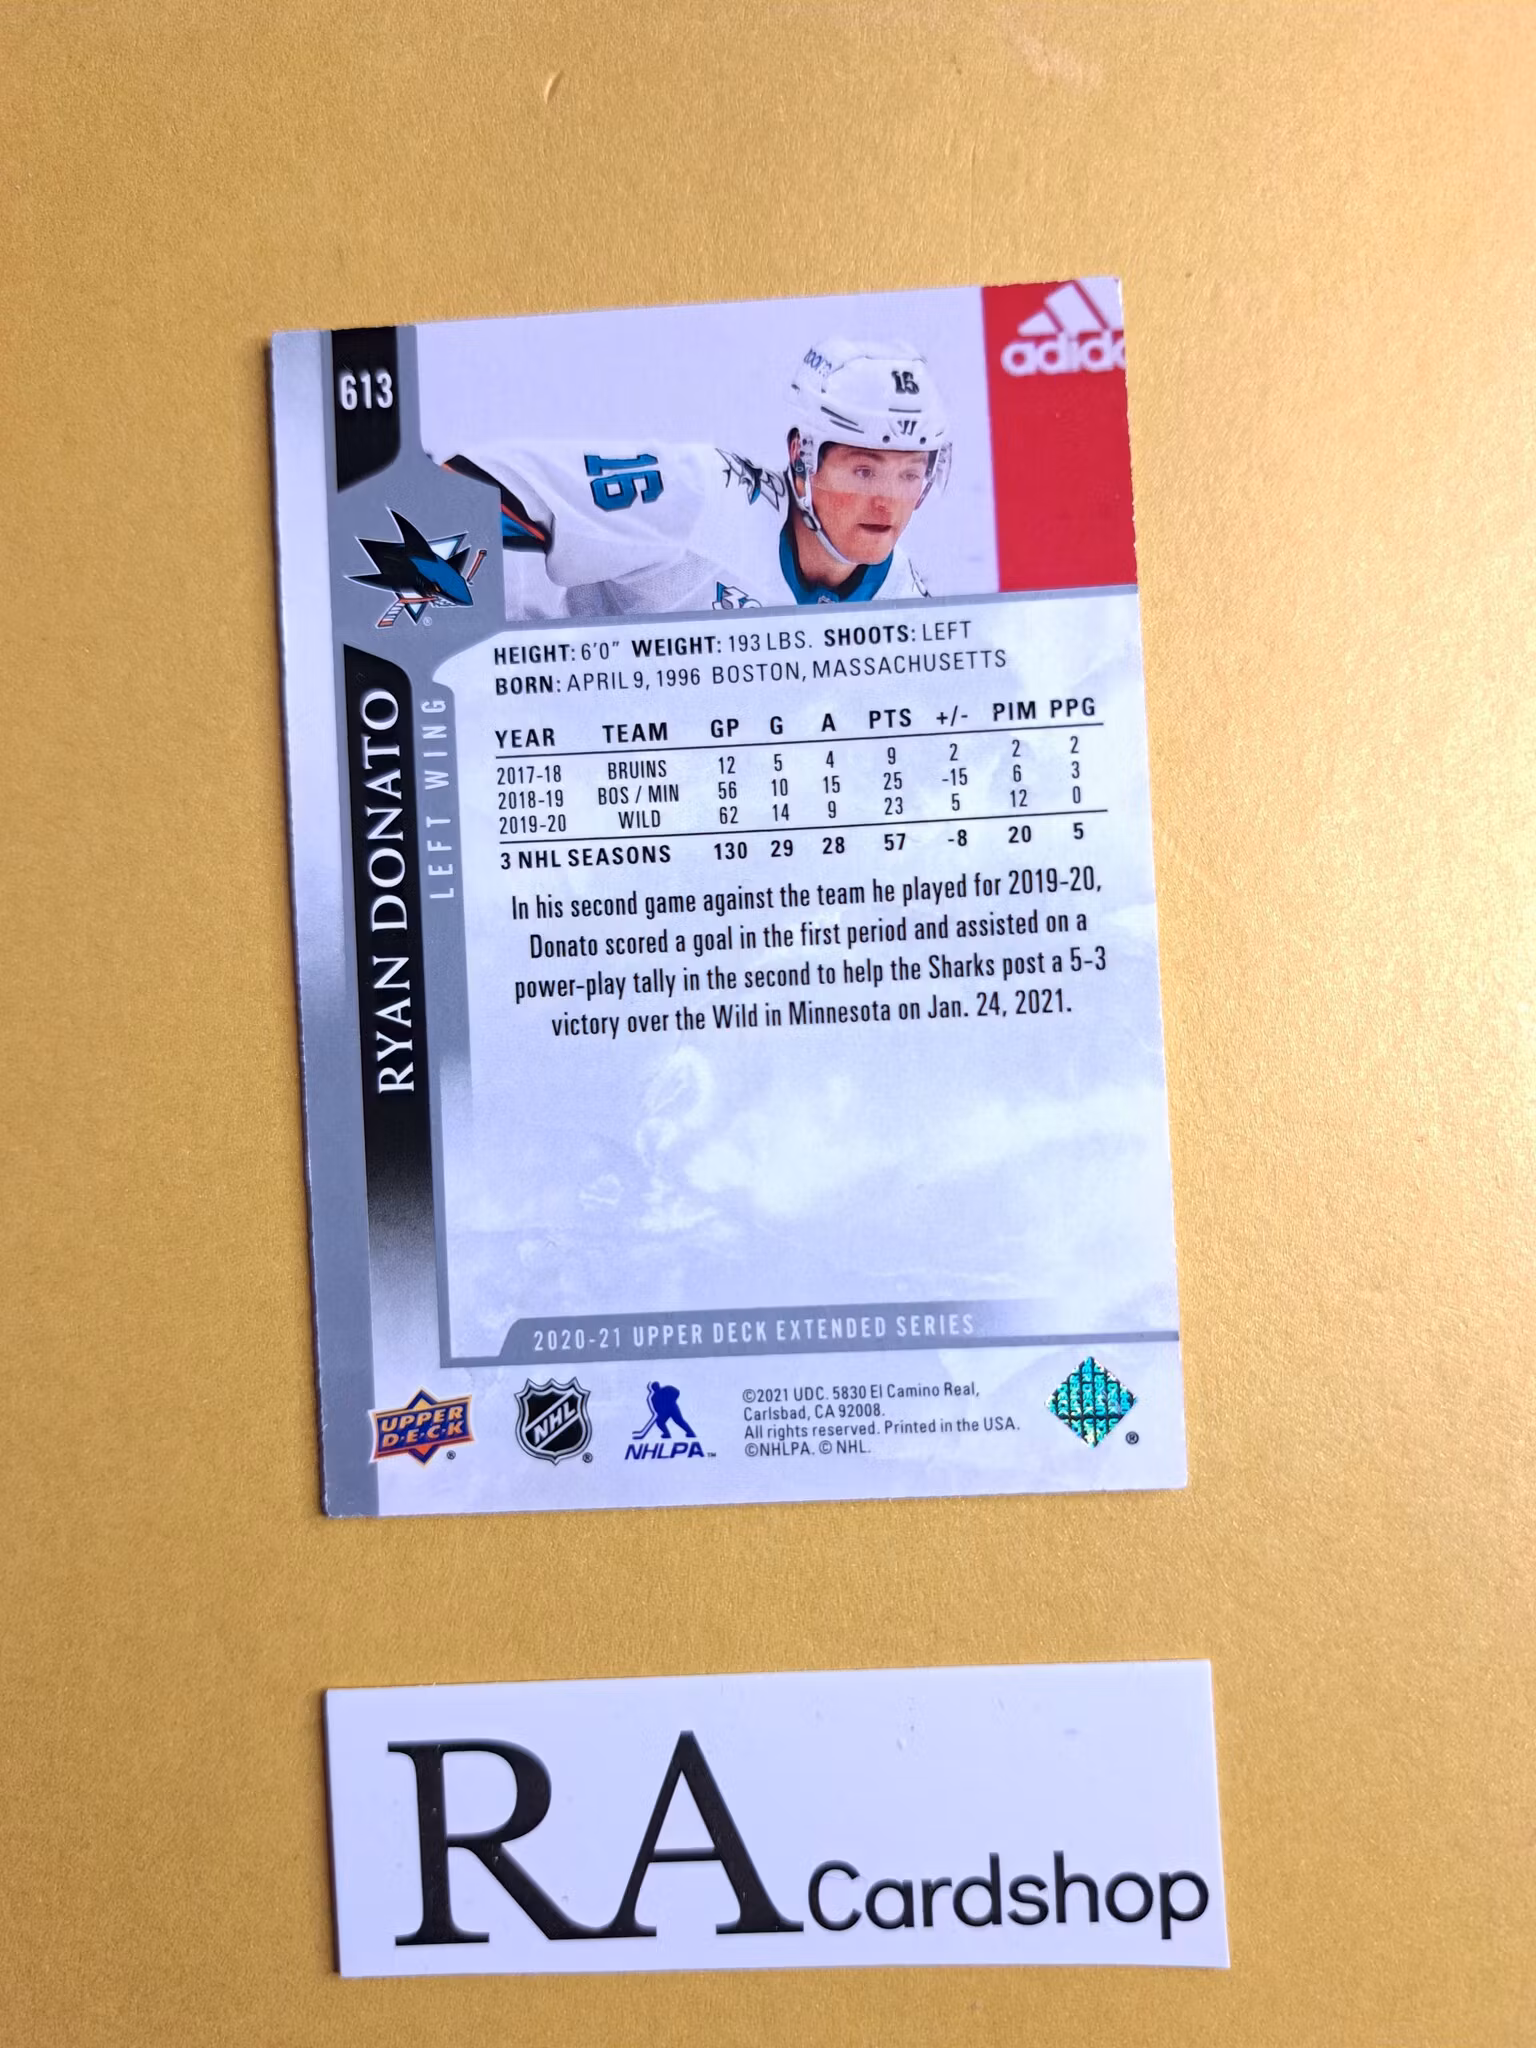 613
adida
16
16
RYAN DONATO
LEFT WING
HEIGHT: 6'0" WEIGHT: 193 LBS. SHOOTS: LEFT
BORN: APRIL 9, 1996 BOSTON, MASSACHUSETTS
YEAR TEAM GP G A PTS +/- PIM PPG
2017-18 BRUINS 12 5 4 9 2 2 2
2018-19 BOS / MIN 56 10 15 25 -15 6 3
2019-20 WILD 62 14 9 23 5 12 0
3 NHL SEASONS 130 29 28 57 -8 20 5
In his second game against the team he played for 2019-20,
Donato scored a goal in the first period and assisted on a
power-play tally in the second to help the Sharks post a 5-3
victory over the Wild in Minnesota on Jan. 24, 2021.
2020-21 UPPER DECK EXTENDED SERIES
UPPER
D·E·C·K ®
NHL ®
NHLPA ™
©2021 UDC. 5830 El Camino Real,
Carlsbad, CA 92008.
All rights reserved. Printed in the USA.
©NHLPA. © NHL.
®
RA Cardshop